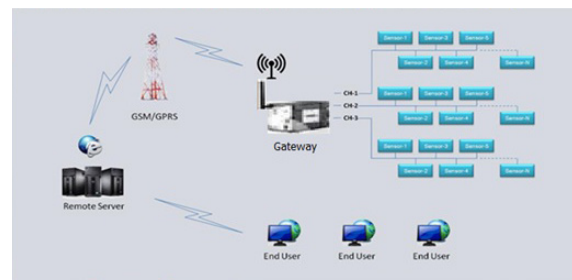 Sensor-1 Sensor-3 Sensor-5
CH-1
Sensor-2 Sensor-4 Sensor-N
Sensor-1 Sensor-3 Sensor-5
CH-2
Sensor-2 Sensor-4 Sensor-N
CH-3
Sensor-1 Sensor-3 Sensor-5
Sensor-2 Sensor-4 Sensor-N
GSM/GPRS
Gateway
Remote Server
End User End User End User